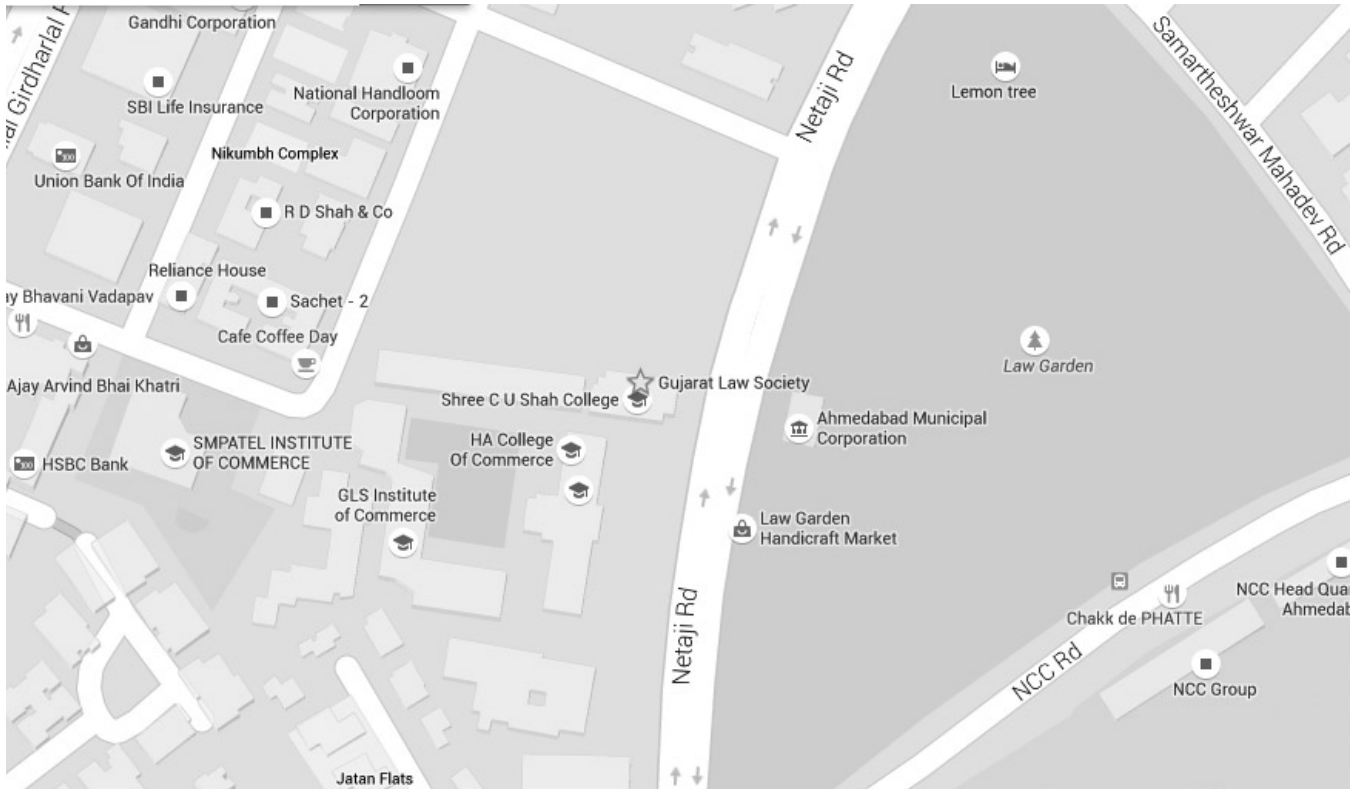 Gandhi Corporation
SBI Life Insurance
National Handloom
Corporation
Netaji Rd
Lemon tree
Samartheshwar Mahadev Rd
Girdharlal
Nikumbh Complex
Union Bank Of India
R D Shah & Co
Reliance House
Bhavani Vadapav
Sachet - 2
Cafe Coffee Day
Law Garden
Ajay Arvind Bhai Khatri
Gujarat Law Society
Shree C U Shah College
Ahmedabad Municipal
Corporation
SMPATEL INSTITUTE
OF COMMERCE
HA College
Of Commerce
HSBC Bank
GLS Institute
of Commerce
Law Garden
Handicraft Market
NCC Head
Chakk de PHATTE
Netaji Rd
NCC Rd
NCC Group
Jatan Flats